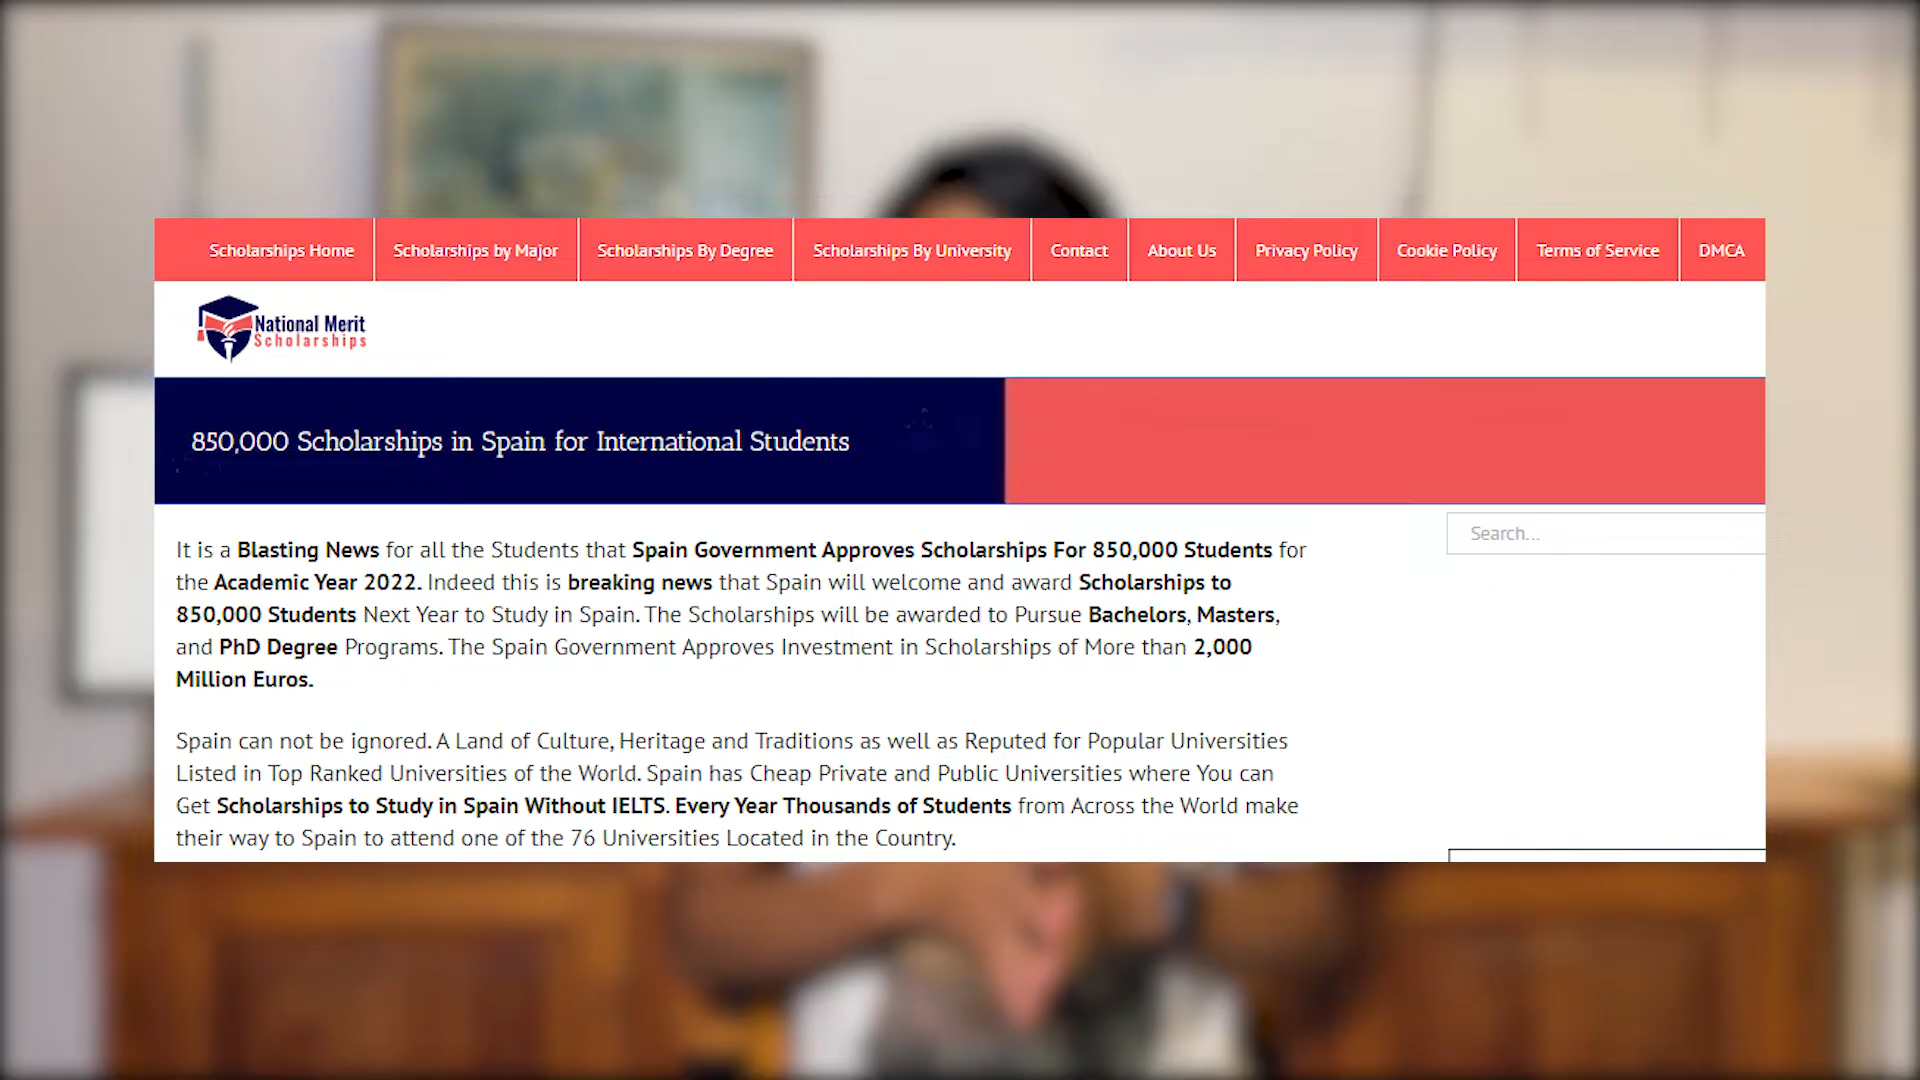 Scholarships Home Scholarships by Major Scholarships By Degree Scholarships By University Contact About Us Privacy Policy Cookie Policy Terms of Service DMCA
National Merit
Scholarships
850,000 Scholarships in Spain for International Students
Search...
It is a Blasting News for all the Students that Spain Government Approves Scholarships For 850,000 Students for
the Academic Year 2022. Indeed this is breaking news that Spain will welcome and award Scholarships to
850,000 Students Next Year to Study in Spain. The Scholarships will be awarded to Pursue Bachelors, Masters,
and PhD Degree Programs. The Spain Government Approves Investment in Scholarships of More than 2,000
Million Euros.
Spain can not be ignored. A Land of Culture, Heritage and Traditions as well as Reputed for Popular Universities
Listed in Top Ranked Universities of the World. Spain has Cheap Private and Public Universities where You can
Get Scholarships to Study in Spain Without IELTS. Every Year Thousands of Students from Across the World make
their way to Spain to attend one of the 76 Universities Located in the Country.